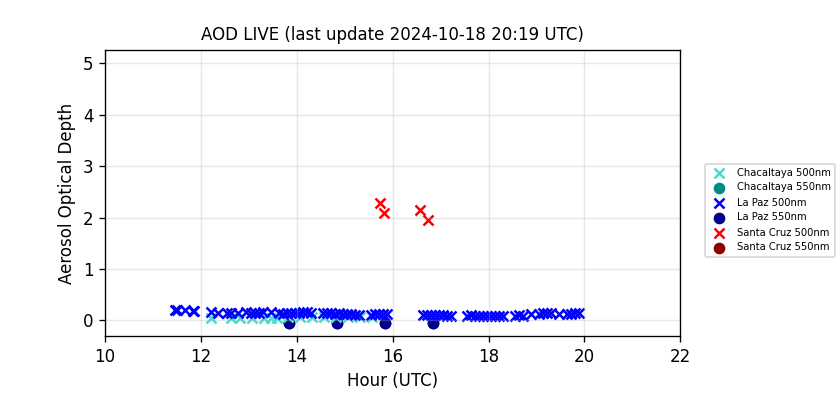 AOD LIVE (last update 2024-10-18 20:19 UTC)
Aerosol Optical Depth
5
4
3
2
1
0
10 12 14 16 18 20 22
Hour (UTC)
Chacaltaya 500nm
Chacaltaya 550nm
La Paz 500nm
La Paz 550nm
Santa Cruz 500nm
Santa Cruz 550nm